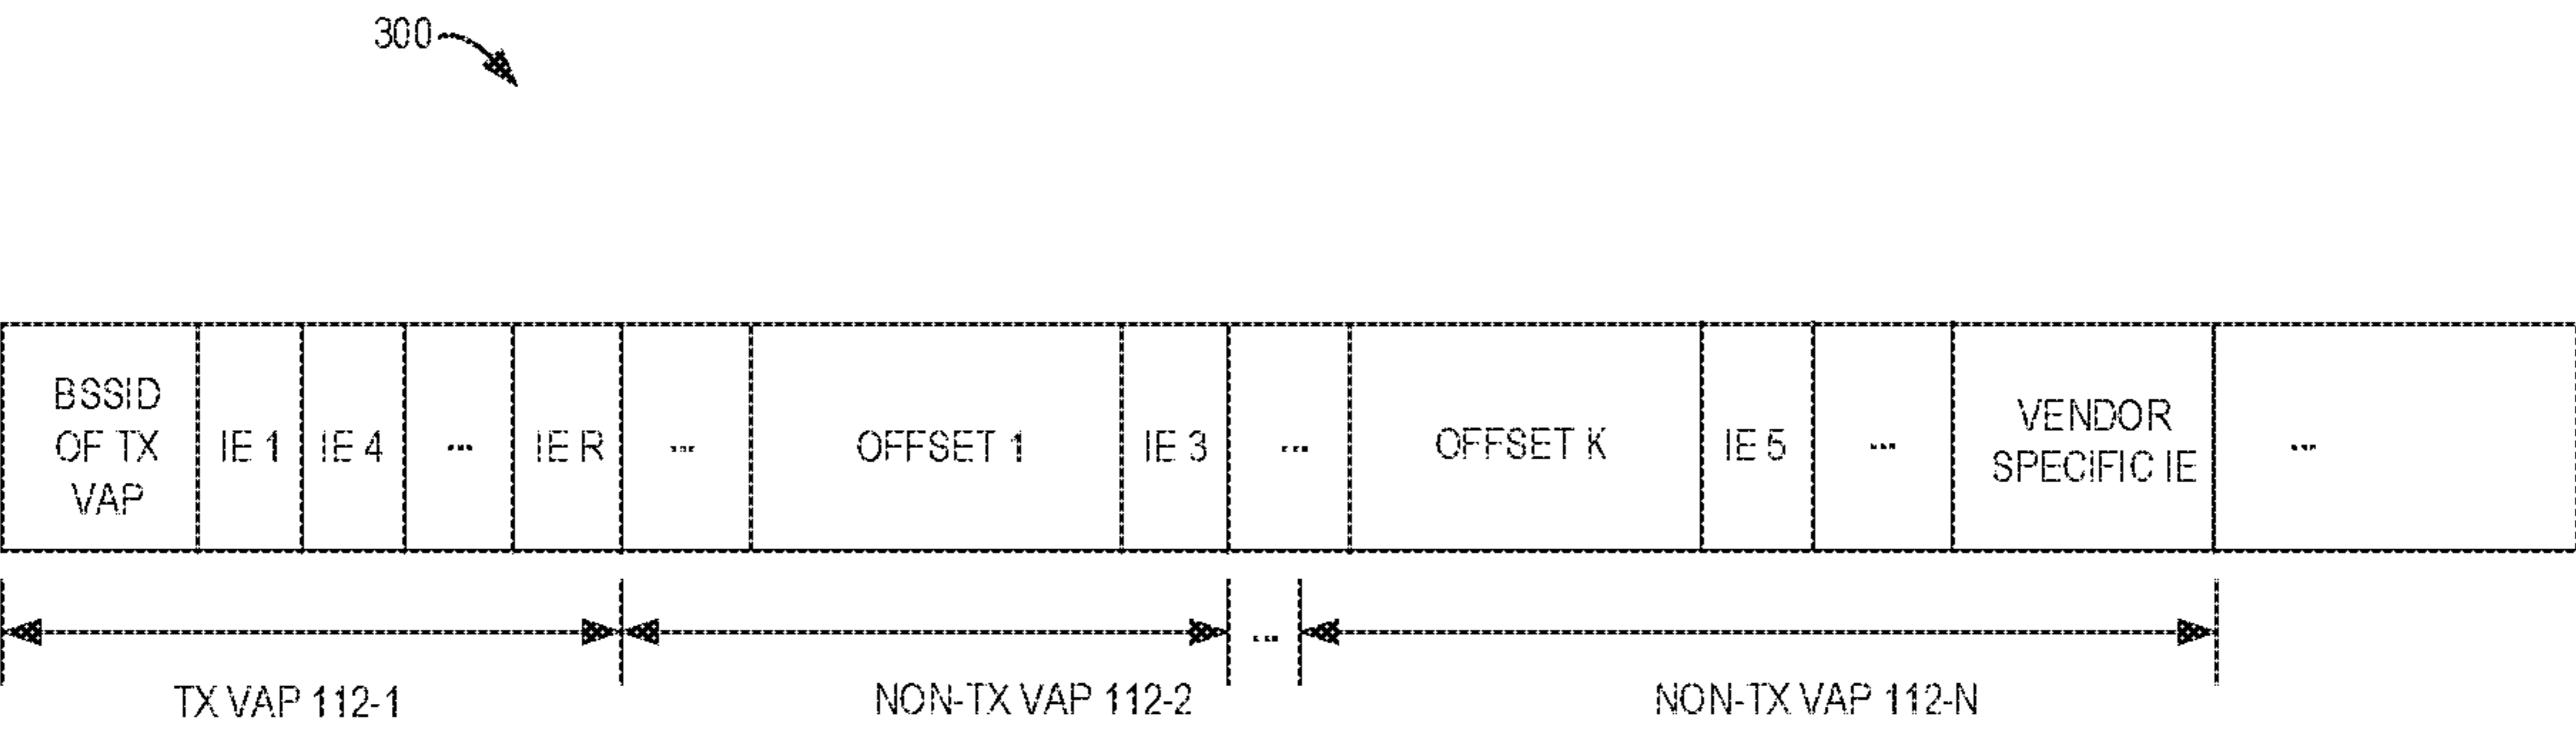 300
BSSID
OF TX
VAP
IE 1
IE 4
...
IE R
...
OFFSET 1
IE 3
...
OFFSET K
IE 5
...
VENDOR
SPECIFIC IE
...
...
TX VAP 112-1
NON-TX VAP 112-2
NON-TX VAP 112-N